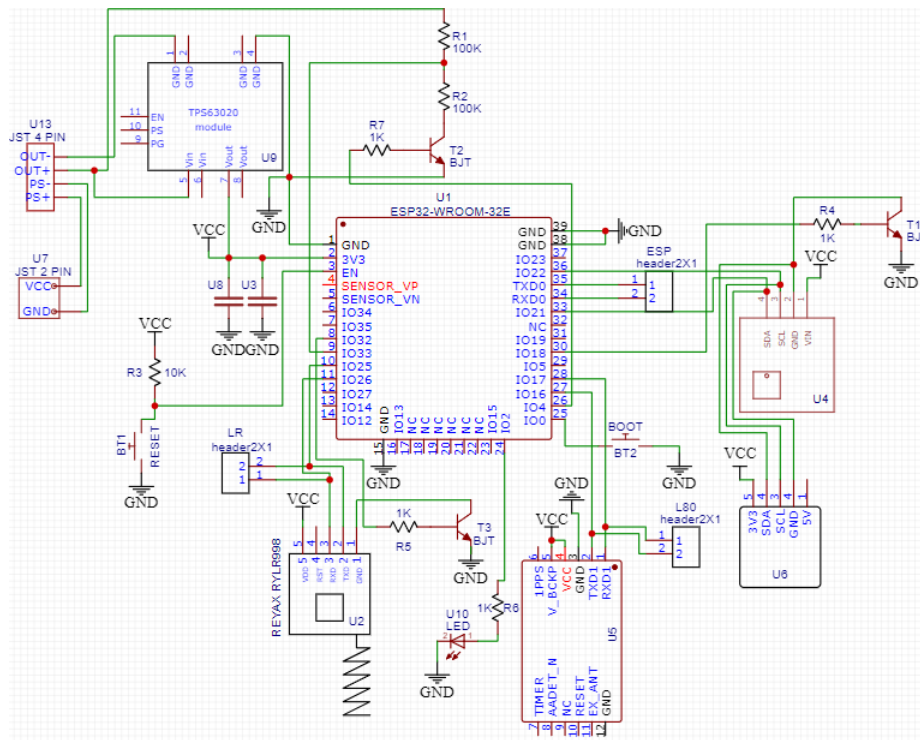 R1
100K
R2
100K
R7
1K
T2
BJT
1
2
3
4
GND
GND
GND
GND
TPS63020
module
11
10
9
EN
PS
PG
U9
Vin
Vin
Vout
Vout
5
6
7
8
U13
JST 4 PIN
OUT-
OUT+
PS-
PS+
U7
JST 2 PIN
VCC
GND
GND
VCC
U8
U3
GND
GND
VCC
R3
10K
BT1
RESET
GND
U1
ESP32-WROOM-32E
1
GND
2
3V3
3
EN
4
SENSOR_VP
5
SENSOR_VN
6
IO34
7
IO35
8
IO32
9
IO33
10
IO25
11
IO26
12
IO27
13
IO14
14
IO12
GND
IO13
NC
NC
NC
NC
NC
NC
IO15
IO2
15
16
17
18
19
20
21
22
23
24
39
GND
38
GND
37
IO23
36
IO22
35
TXD0
34
RXD0
33
IO21
32
NC
31
IO19
30
IO18
29
IO5
28
IO17
27
IO16
26
IO4
25
IO0
GND
GND
ESP
header2X1
1
2
R4
1K
T1
BJT
GND
VCC
4
3
2
1
SDA
SCL
GND
VIN
U4
VCC
5
4
3
2
1
3V3
SDA
SCL
GND
5V
U6
BOOT
BT2
GND
LR
header2X1
2
1
2
1
VCC
5
4
3
2
1
VDD
RST
RXD
TXD
GND
U2
REYAX RYLR998
1K
R5
T3
BJT
GND
1K
R6
U10
LED
2
1
GND
GND
VCC
L80
header2X1
1
2
6
5
4
3
2
1
1PPS
V_BCKP
VCC
GND
TXD1
RXD1
U5
TIMER
AADET_N
NC
RESET
EX_ANT
GND
7
8
9
10
11
12